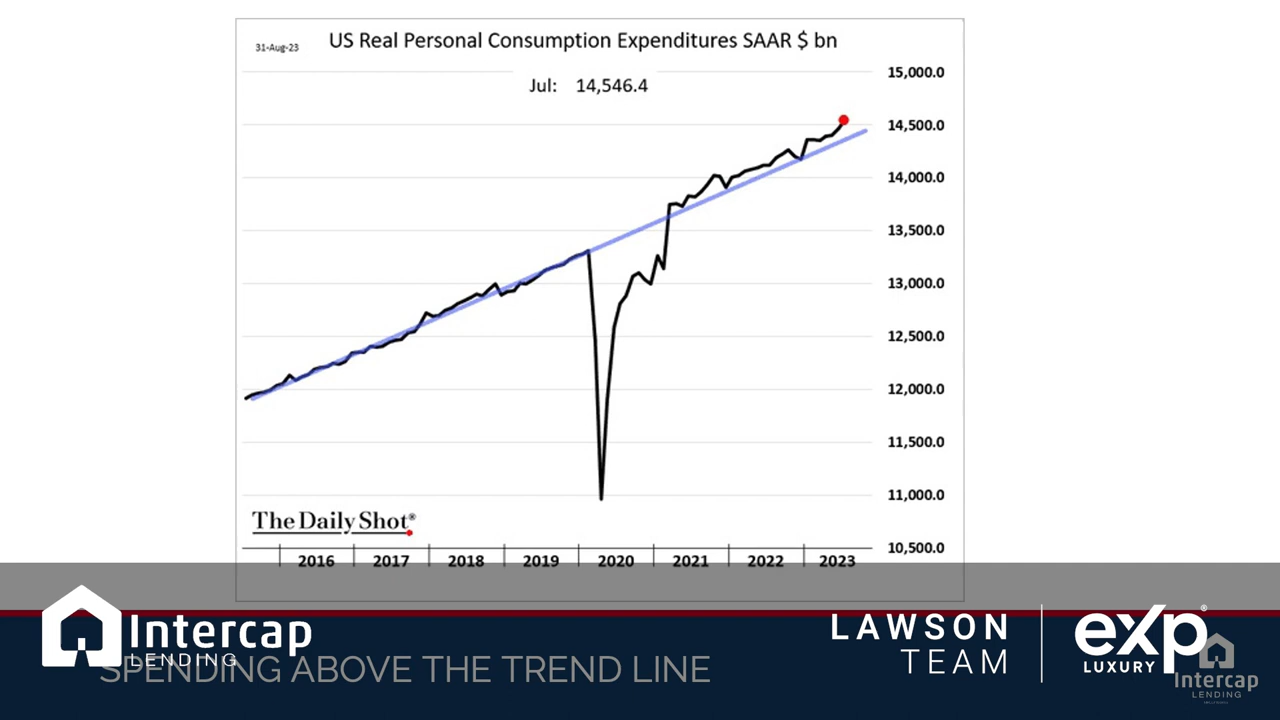 31-Aug-23
US Real Personal Consumption Expenditures SAAR $ bn
Jul: 14,546.4
15,000.0
14,500.0
14,000.0
13,500.0
13,000.0
12,500.0
12,000.0
11,500.0
11,000.0
10,500.0
The Daily Shot®
2016 2017 2018 2019 2020 2021 2022 2023
Intercap
LENDING
SPENDING ABOVE THE TREND LINE
LAWSON
TEAM
eXp®
LUXURY
Intercap
LENDING